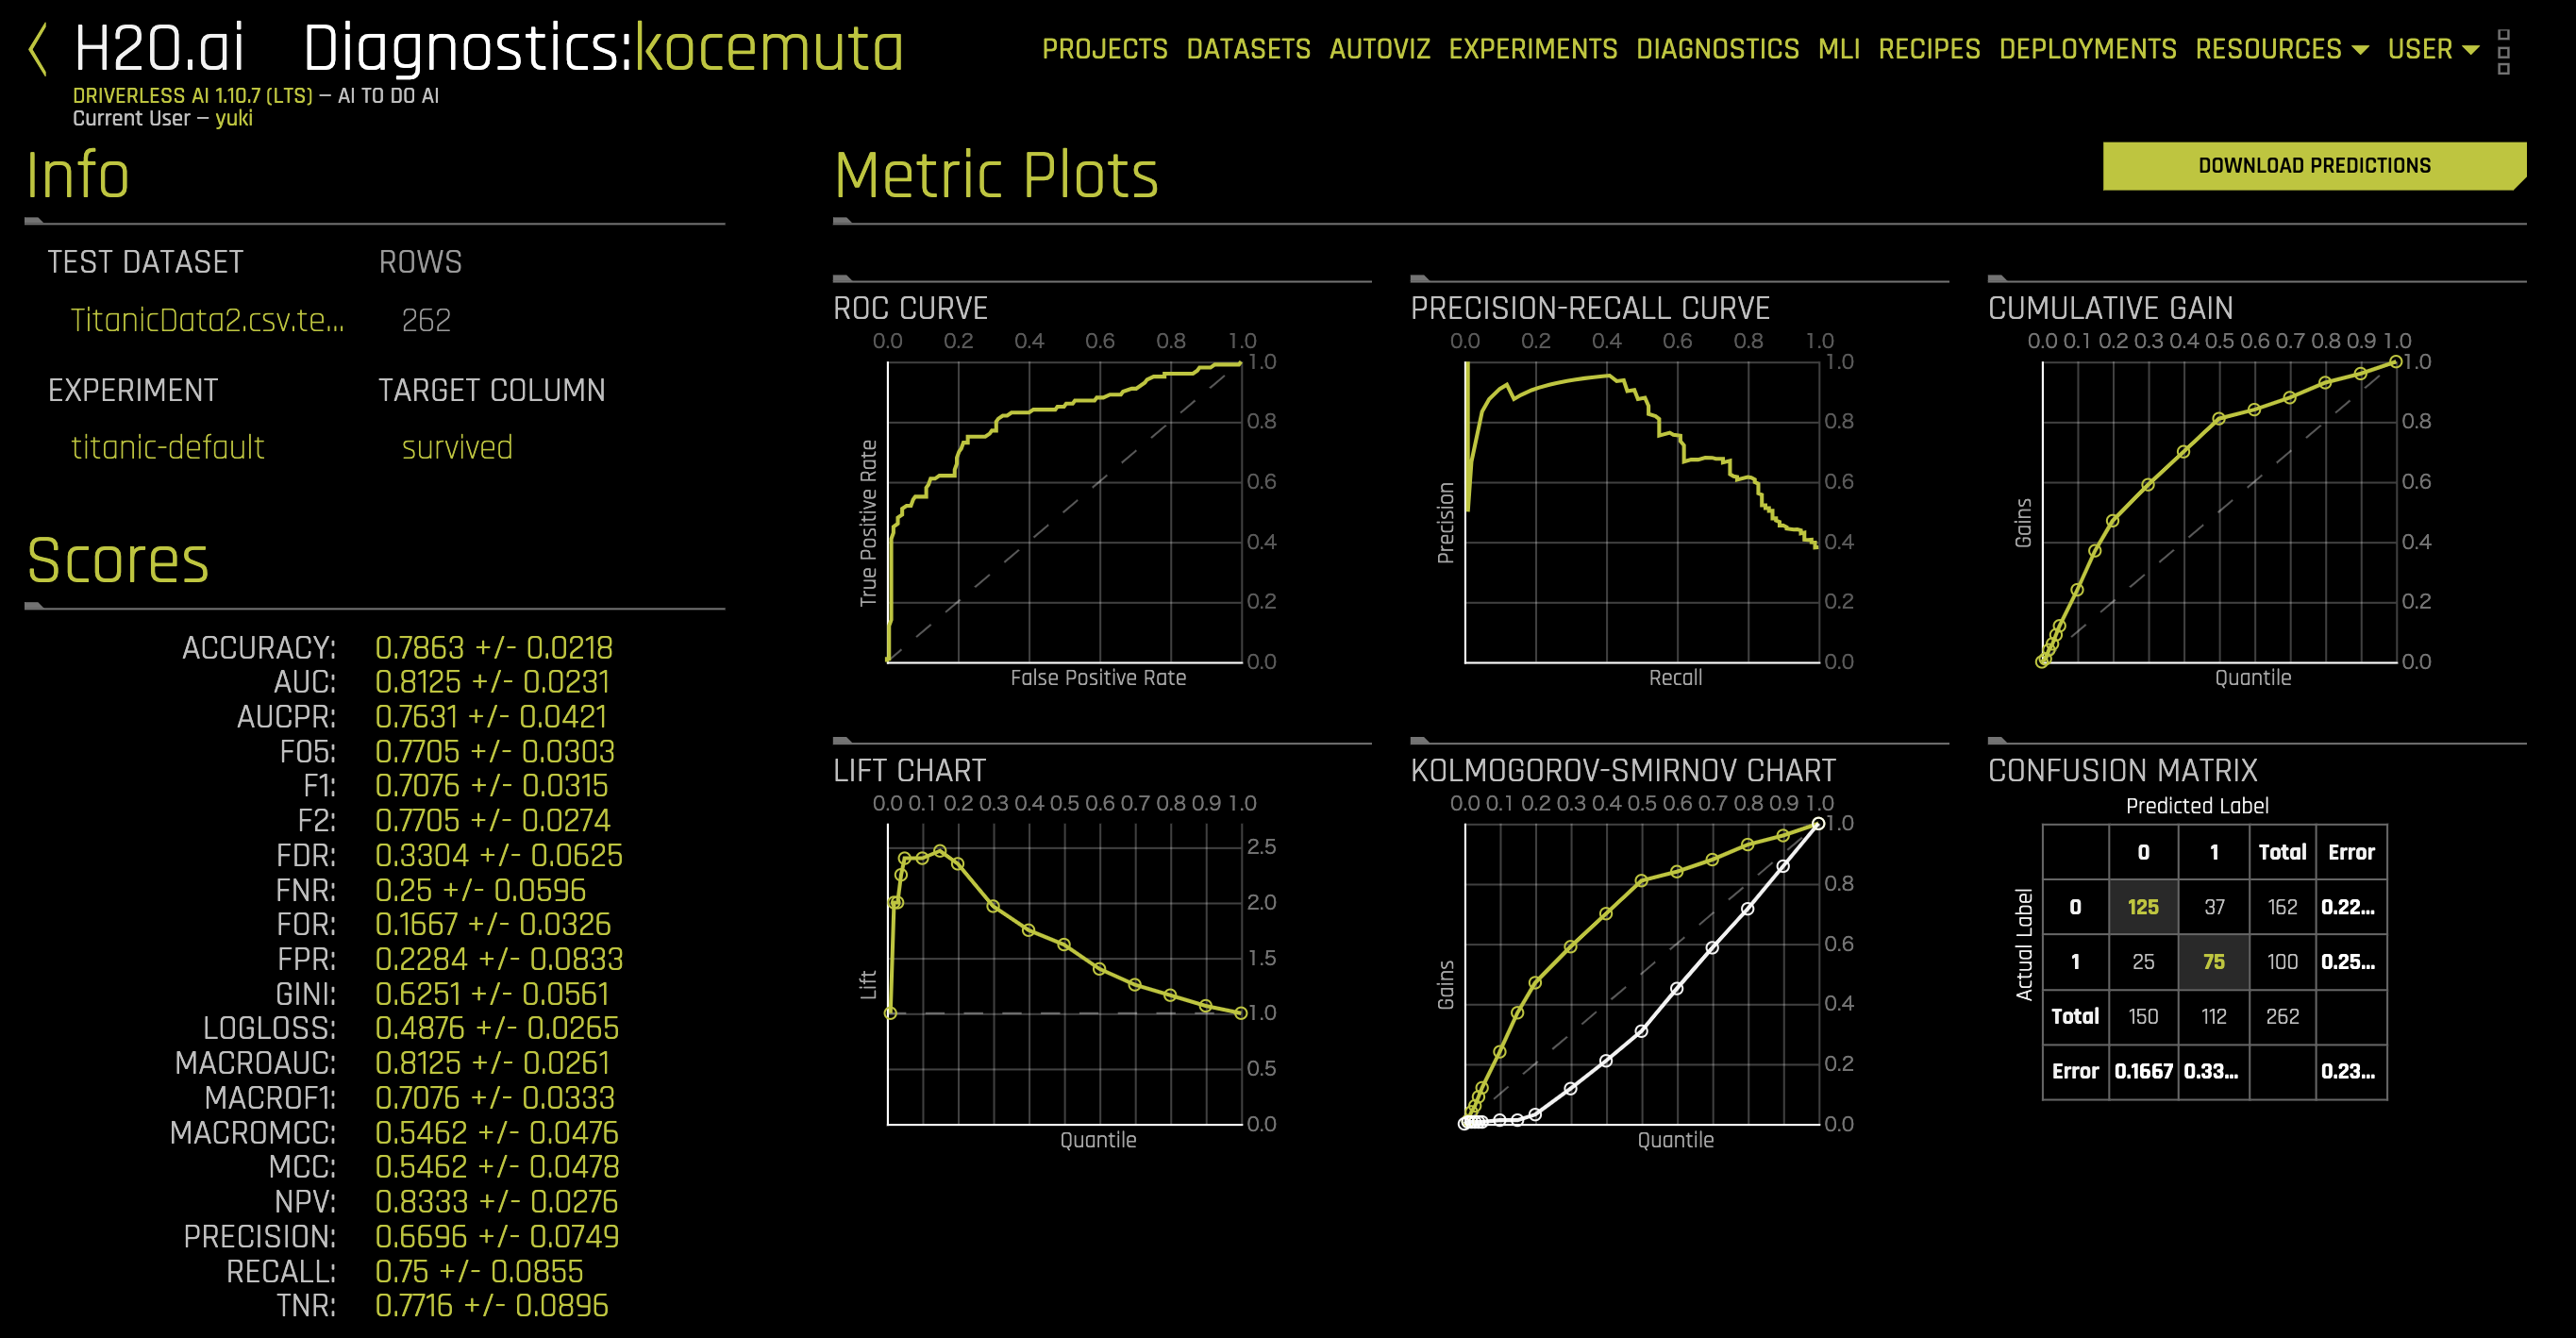 H2O.ai Diagnostics:kocemuta
PROJECTS DATASETS AUTOVIZ EXPERIMENTS DIAGNOSTICS MLI RECIPES DEPLOYMENTS RESOURCES USER
DRIVERLESS AI 1.10.7 (LTS) — AI TO DO AI
Current User — yuki
Info
TEST DATASET ROWS
TitanicData2.csv.te... 262
EXPERIMENT TARGET COLUMN
titanic-default survived
Scores
ACCURACY: 0.7863 +/- 0.0218
AUC: 0.8125 +/- 0.0231
AUCPR: 0.7631 +/- 0.0421
F05: 0.7705 +/- 0.0303
F1: 0.7076 +/- 0.0315
F2: 0.7705 +/- 0.0274
FDR: 0.3304 +/- 0.0625
FNR: 0.25 +/- 0.0596
FOR: 0.1667 +/- 0.0326
FPR: 0.2284 +/- 0.0833
GINI: 0.6251 +/- 0.0561
LOGLOSS: 0.4876 +/- 0.0265
MACROAUC: 0.8125 +/- 0.0261
MACROF1: 0.7076 +/- 0.0333
MACROMCC: 0.5462 +/- 0.0476
MCC: 0.5462 +/- 0.0478
NPV: 0.8333 +/- 0.0276
PRECISION: 0.6696 +/- 0.0749
RECALL: 0.75 +/- 0.0855
TNR: 0.7716 +/- 0.0896
Metric Plots
DOWNLOAD PREDICTIONS
ROC CURVE
0.0 0.2 0.4 0.6 0.8 1.0
1.0
0.8
0.6
0.4
0.2
0.0
True Positive Rate
False Positive Rate
PRECISION-RECALL CURVE
0.0 0.2 0.4 0.6 0.8 1.0
1.0
0.8
0.6
0.4
0.2
0.0
Precision
Recall
CUMULATIVE GAIN
0.0 0.1 0.2 0.3 0.4 0.5 0.6 0.7 0.8 0.9 1.0
1.0
0.8
0.6
0.4
0.2
0.0
Gains
Quantile
LIFT CHART
0.0 0.1 0.2 0.3 0.4 0.5 0.6 0.7 0.8 0.9 1.0
2.5
2.0
1.5
1.0
0.5
0.0
Lift
Quantile
KOLMOGOROV-SMIRNOV CHART
0.0 0.1 0.2 0.3 0.4 0.5 0.6 0.7 0.8 0.9 1.0
1.0
0.8
0.6
0.4
0.2
0.0
Gains
Quantile
CONFUSION MATRIX
Predicted Label
Actual Label
0 1 Total Error
0 125 37 162 0.22...
1 25 75 100 0.25...
Total 150 112 262
Error 0.1667 0.33... 0.23...